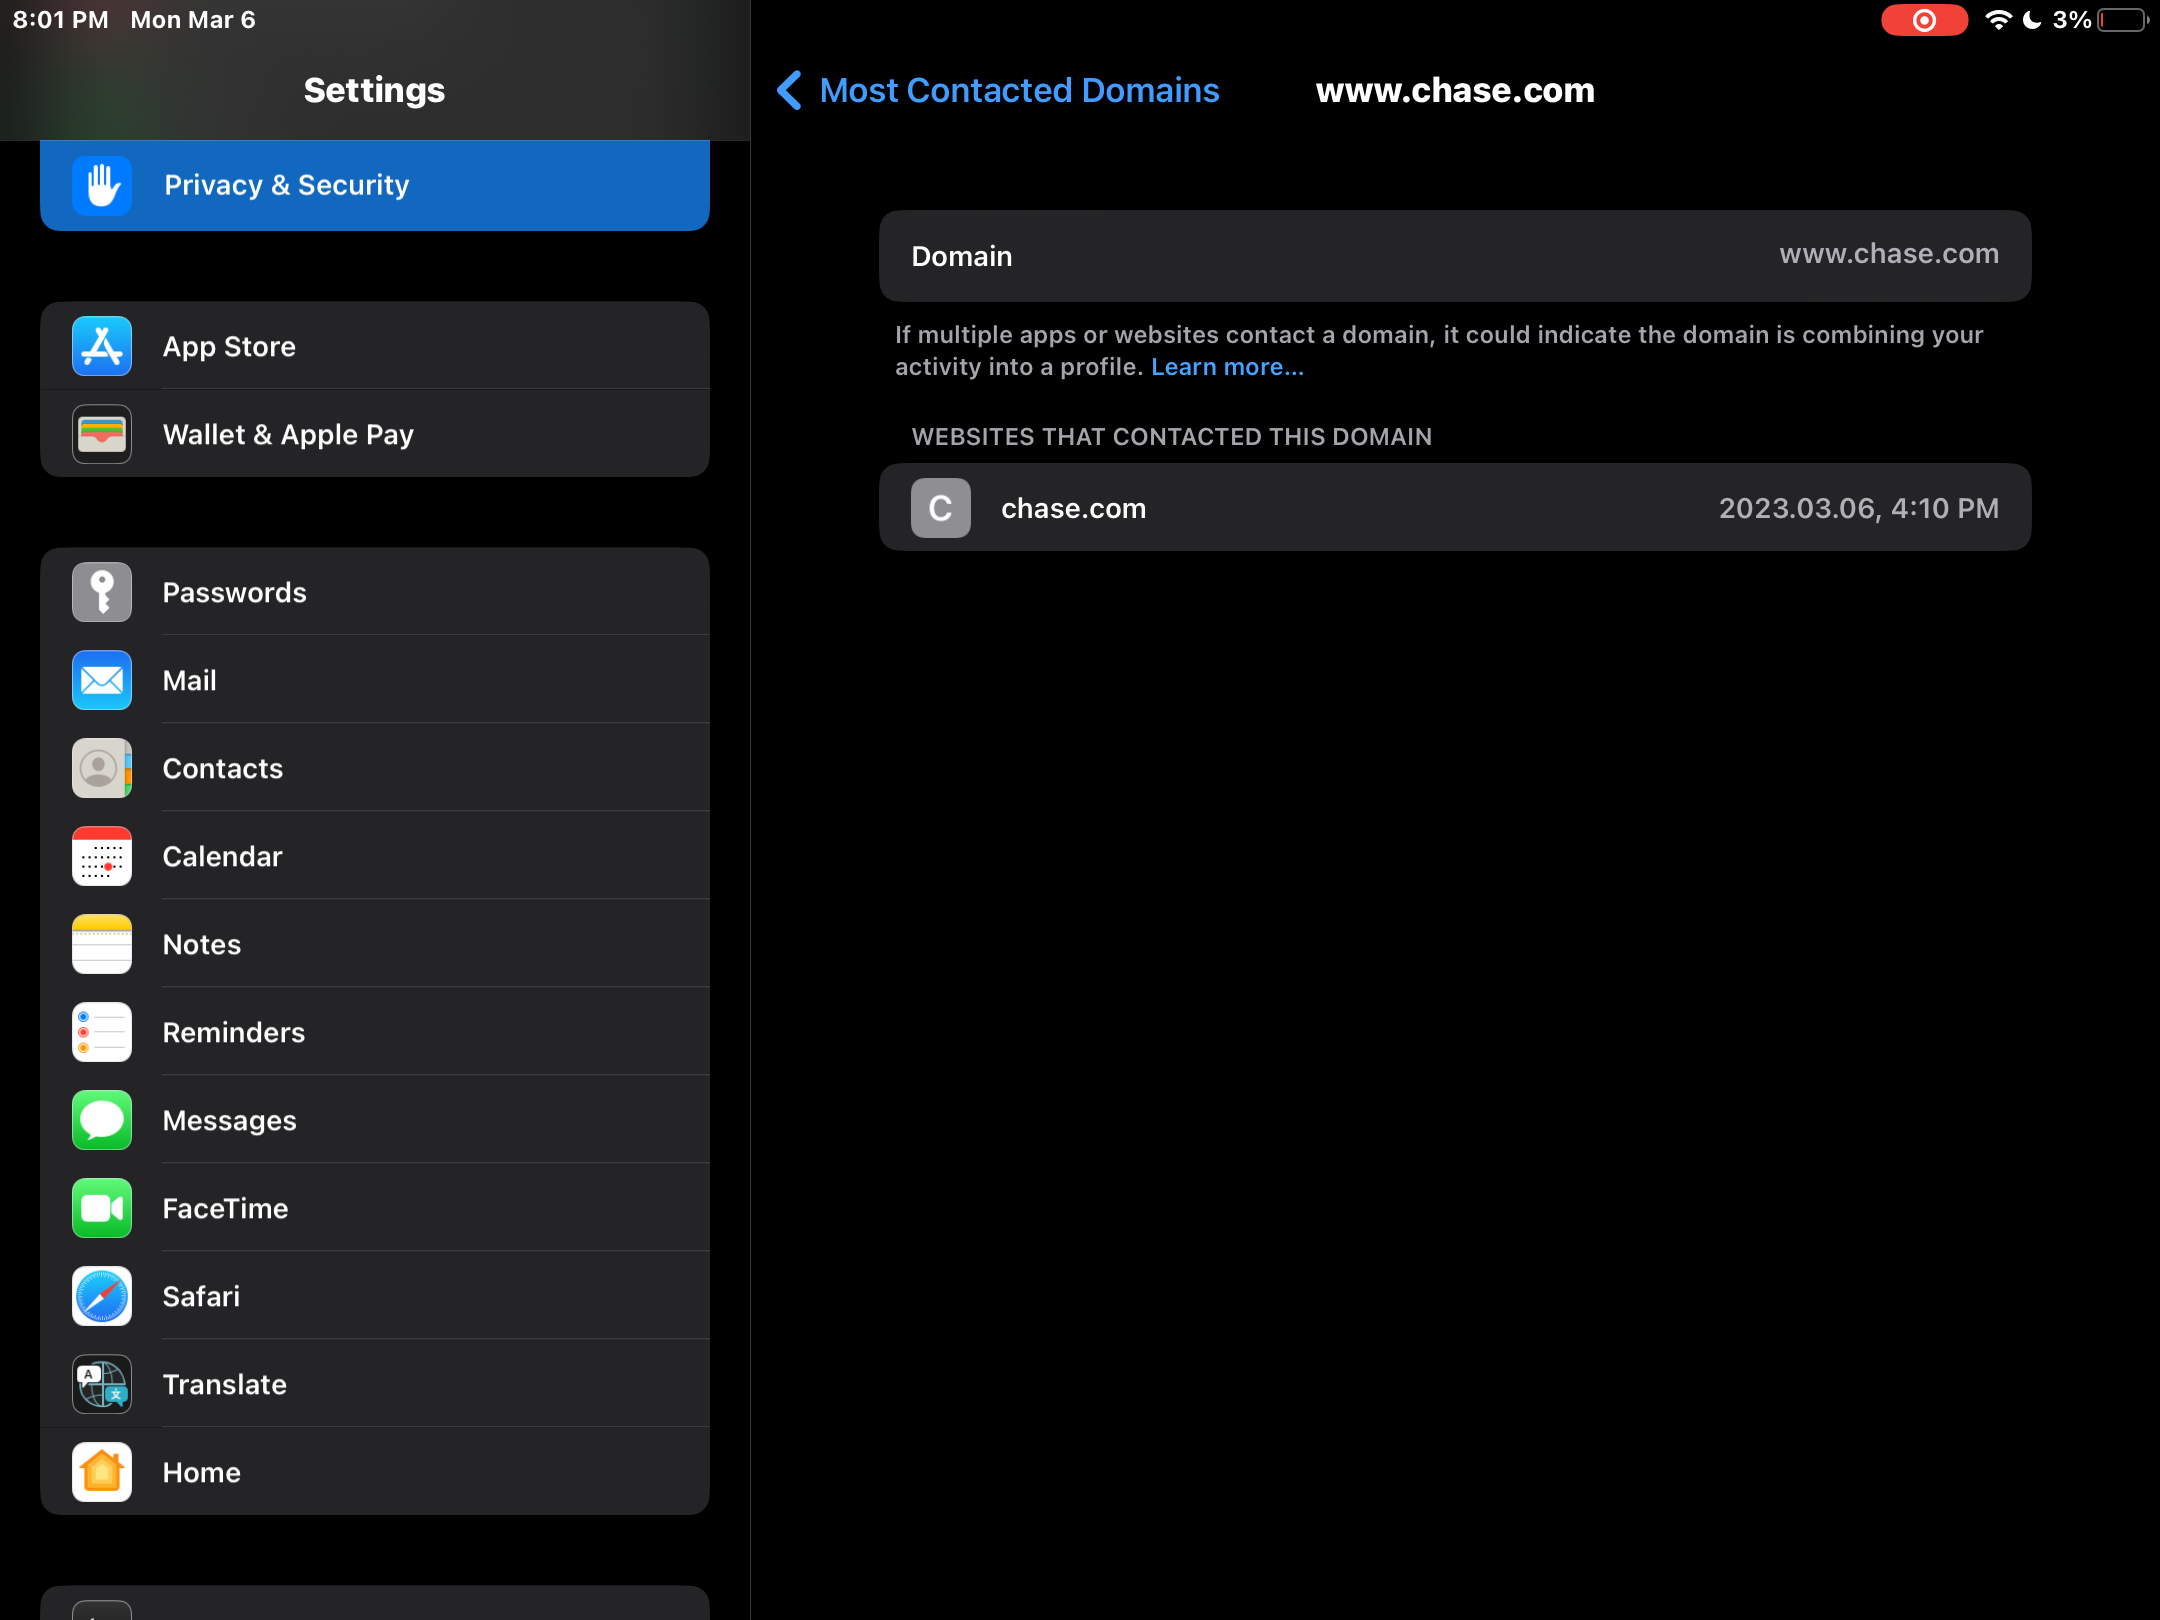 8:01 PM Mon Mar 6
3%
Settings
Privacy & Security
App Store
Wallet & Apple Pay
Passwords
Mail
Contacts
Calendar
Notes
Reminders
Messages
FaceTime
Safari
Translate
Home
Most Contacted Domains
www.chase.com
Domain www.chase.com
If multiple apps or websites contact a domain, it could indicate the domain is combining your
activity into a profile. Learn more...
WEBSITES THAT CONTACTED THIS DOMAIN
C chase.com 2023.03.06, 4:10 PM